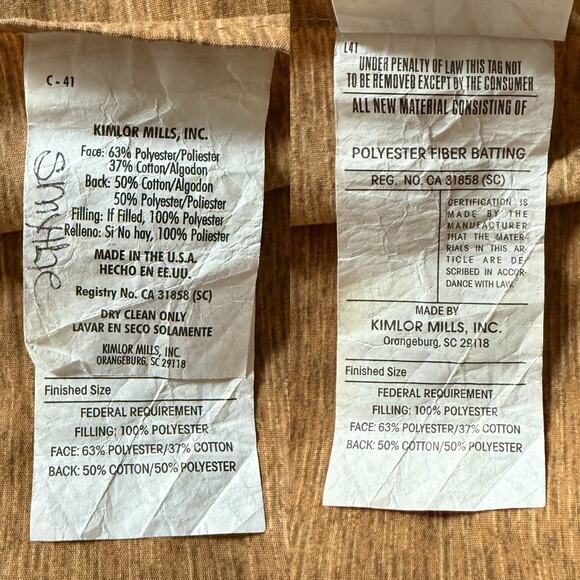 C-41
KIMLOR MILLS, INC.
Face: 63% Polyester/Poliester
37% Cotton/Algodon
Back: 50% Cotton/Algodon
50% Polyester/Poliester
Filling: If Filled, 100% Polyester
Relleno: Si No hay, 100% Poliester
MADE IN THE U.S.A.
HECHO EN EE.UU.
Registry No. CA 31858 (SC)
DRY CLEAN ONLY
LAVAR EN SECO SOLAMENTE
KIMLOR MILLS, INC.
ORANGEBURG, SC 29118
Smythe
Finished Size
FEDERAL REQUIREMENT
FILLING: 100% POLYESTER
FACE: 63% POLYESTER/37% COTTON
BACK: 50% COTTON/50% POLYESTER
L41
UNDER PENALTY OF LAW THIS TAG NOT
TO BE REMOVED EXCEPT BY THE CONSUMER
ALL NEW MATERIAL CONSISTING OF
POLYESTER FIBER BATTING
REG. NO. CA 31858 (SC)
CERTIFICATION IS
MADE BY THE
MANUFACTURER
THAT THE MATER-
IALS IN THIS AR-
TICLE ARE DE-
SCRIBED IN ACCOR-
DANCE WITH LAW.
MADE BY
KIMLOR MILLS, INC.
Orangeburg, SC 29118
Finished Size
FEDERAL REQUIREMENT
FILLING: 100% POLYESTER
FACE: 63% POLYESTER/37% COTTON
BACK: 50% COTTON/50% POLYESTER